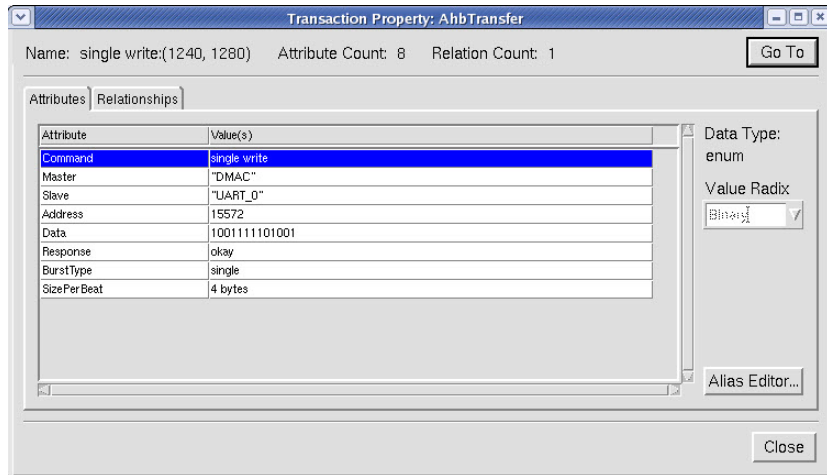 Transaction Property: AhbTransfer
Name: single write:(1240, 1280) Attribute Count: 8 Relation Count: 1 Go To
Attributes Relationships
Attribute Value(s)
Command single write
Master "DMAC"
Slave "UART_0"
Address 15572
Data 1001111101001
Response okay
BurstType single
SizePerBeat 4 bytes
Data Type:
enum
Value Radix
Binary
Alias Editor...
Close